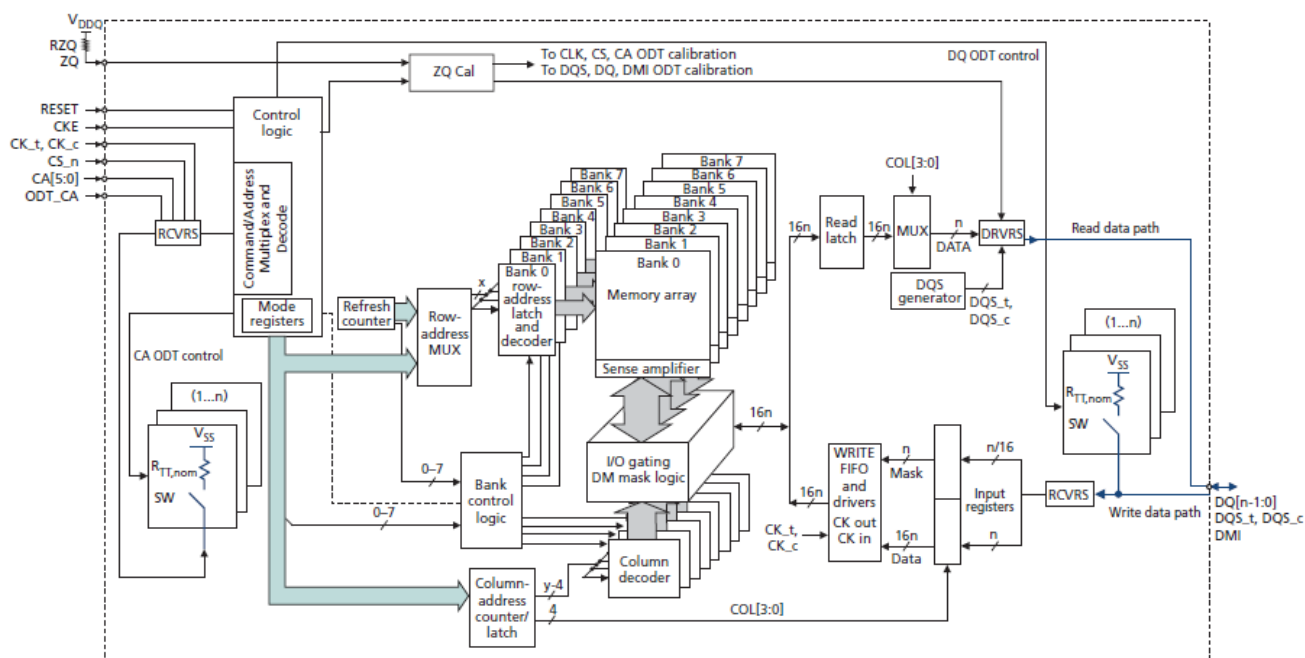 V_DDQ
RZQ
ZQ
RESET
CKE
CK_t, CK_c
CS_n
CA[5:0]
ODT_CA
RCVRS
Control
logic
Command/Address
Multiplex and
Decode
Mode
registers
CA ODT control
(1...n)
V_SS
R_TT,nom
SW
ZQ Cal
To CLK, CS, CA ODT calibration
To DQS, DQ, DMI ODT calibration
DQ ODT control
Refresh
counter
Row-
address
MUX
x
Bank 7
Bank 6
Bank 5
Bank 4
Bank 3
Bank 2
Bank 1
Bank 0
row-
address
latch
and
decoder
Bank 7
Bank 6
Bank 5
Bank 4
Bank 3
Bank 2
Bank 1
Bank 0
Memory array
Sense amplifier
I/O gating
DM mask logic
16n
0–7
0–7
Bank
control
logic
Column
decoder
Column-
address
counter/
latch
y-4
4
COL[3:0]
16n
Read
latch
16n
COL[3:0]
MUX
n
DATA
DRVRS
Read data path
DQS
generator
DQS_t,
DQS_c
(1...n)
V_SS
R_TT,nom
SW
16n
CK_t,
CK_c
WRITE
FIFO
and
drivers
CK out
CK in
n
Mask
16n
Data
n/16
Input
registers
n
RCVRS
Write data path
DQ[n-1:0]
DQS_t, DQS_c
DMI